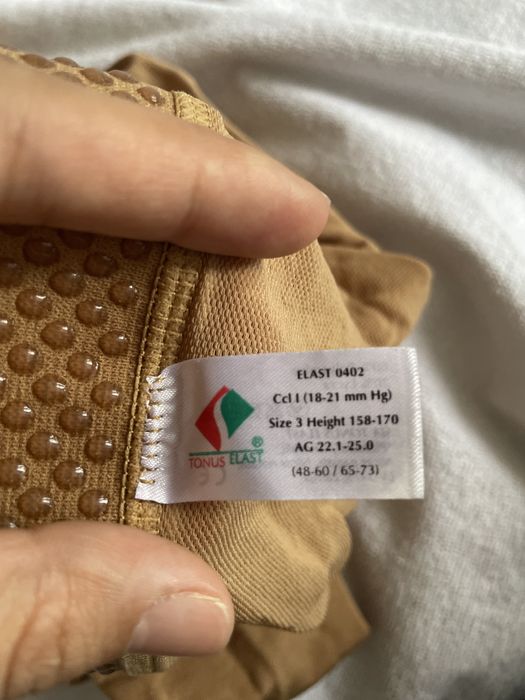 ELAST 0402
Ccl I (18-21 mm Hg)
Size 3 Height 158-170
AG 22.1-25.0
(48-60 / 65-73)
®
TONUS ELAST